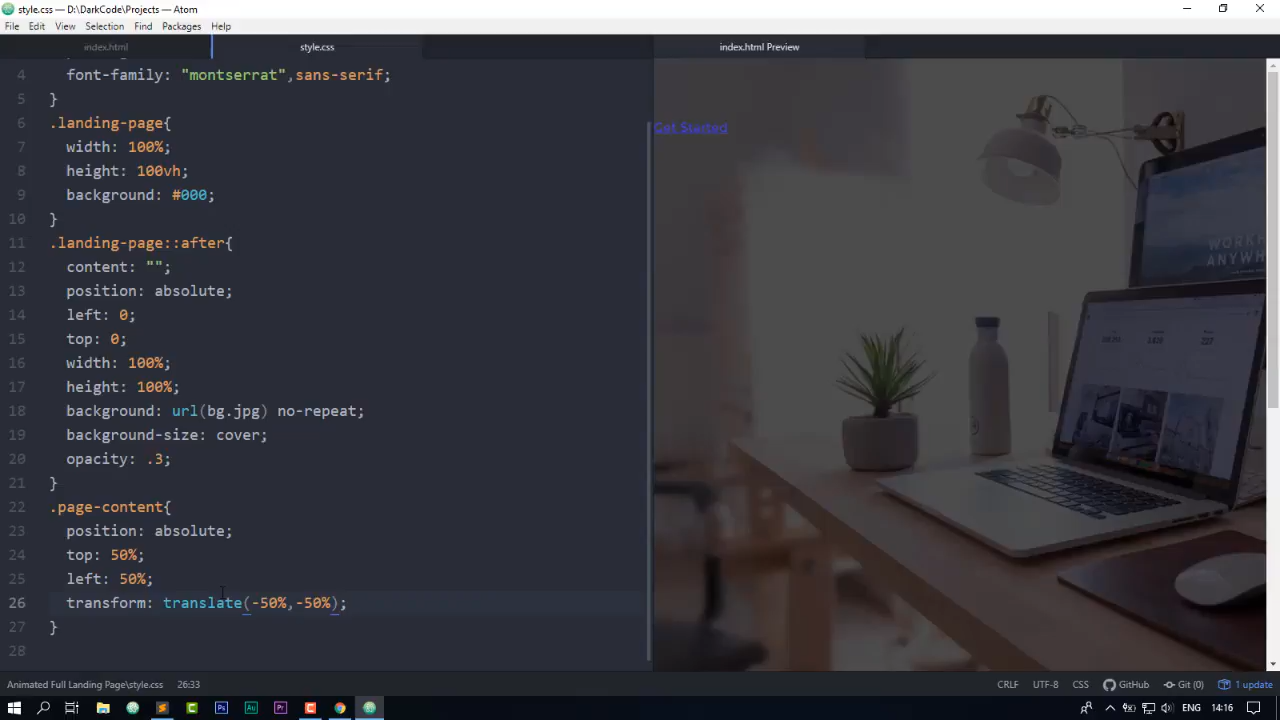 style.css — D:\DarkCode\Projects — Atom
File Edit View Selection Find Packages Help
index.html style.css index.html Preview
4 font-family: "montserrat",sans-serif;
5 }
6 .landing-page{
7 width: 100%;
8 height: 100vh;
9 background: #000;
10 }
11 .landing-page::after{
12 content: "";
13 position: absolute;
14 left: 0;
15 top: 0;
16 width: 100%;
17 height: 100%;
18 background: url(bg.jpg) no-repeat;
19 background-size: cover;
20 opacity: .3;
21 }
22 .page-content{
23 position: absolute;
24 top: 50%;
25 left: 50%;
26 transform: translate(-50%,-50%);
27 }
28
Get Started
Animated Full Landing Page\style.css 26:33 CRLF UTF-8 CSS GitHub Git (0) 1 update
ENG 14:16